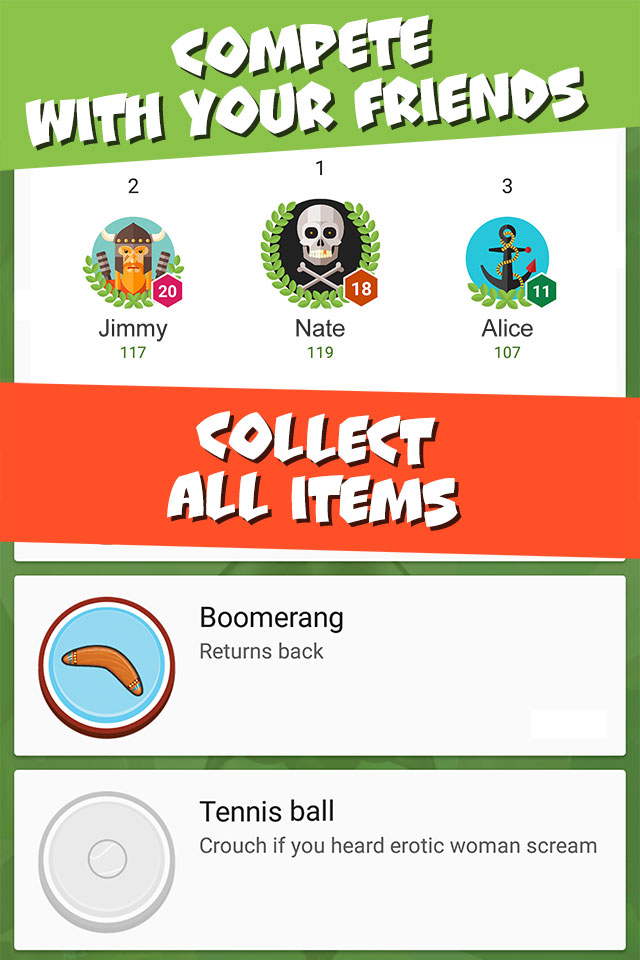 COMPETE
WITH YOUR FRIENDS
2
1
3
20
18
11
Jimmy
Nate
Alice
117
119
107
COLLECT
ALL ITEMS
Boomerang
Returns back
Tennis ball
Crouch if you heard erotic woman scream